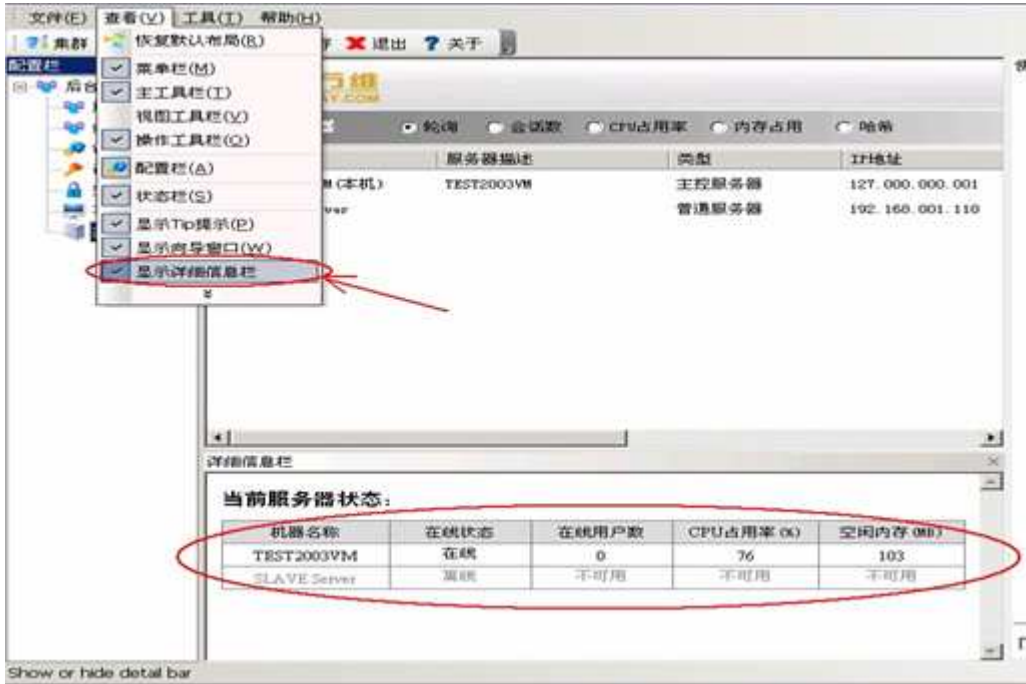 文件(E) 查看(V) 工具(T) 帮助(H)
集群 退出 ? 关于
配置栏
后台
恢复默认布局(R)
菜单栏(M)
主工具栏(I)
视图工具栏(V)
操作工具栏(O)
配置栏(A)
状态栏(S)
显示Tip提示(P)
显示向导窗口(W)
显示详细信息栏
轮询 会话数 CPU占用率 内存占用 哈希
服务器描述 类型 IP地址
(本机) TEST2003VM 主控服务器 127.000.000.001
普通服务器 192.168.001.110
详细信息栏
当前服务器状态:
机器名称 在线状态 在线用户数 CPU占用率(%) 空闲内存(MB)
TEST2003VM 在线 0 76 103
SLAVE Server 离线 不可用 不可用 不可用
Show or hide detail bar